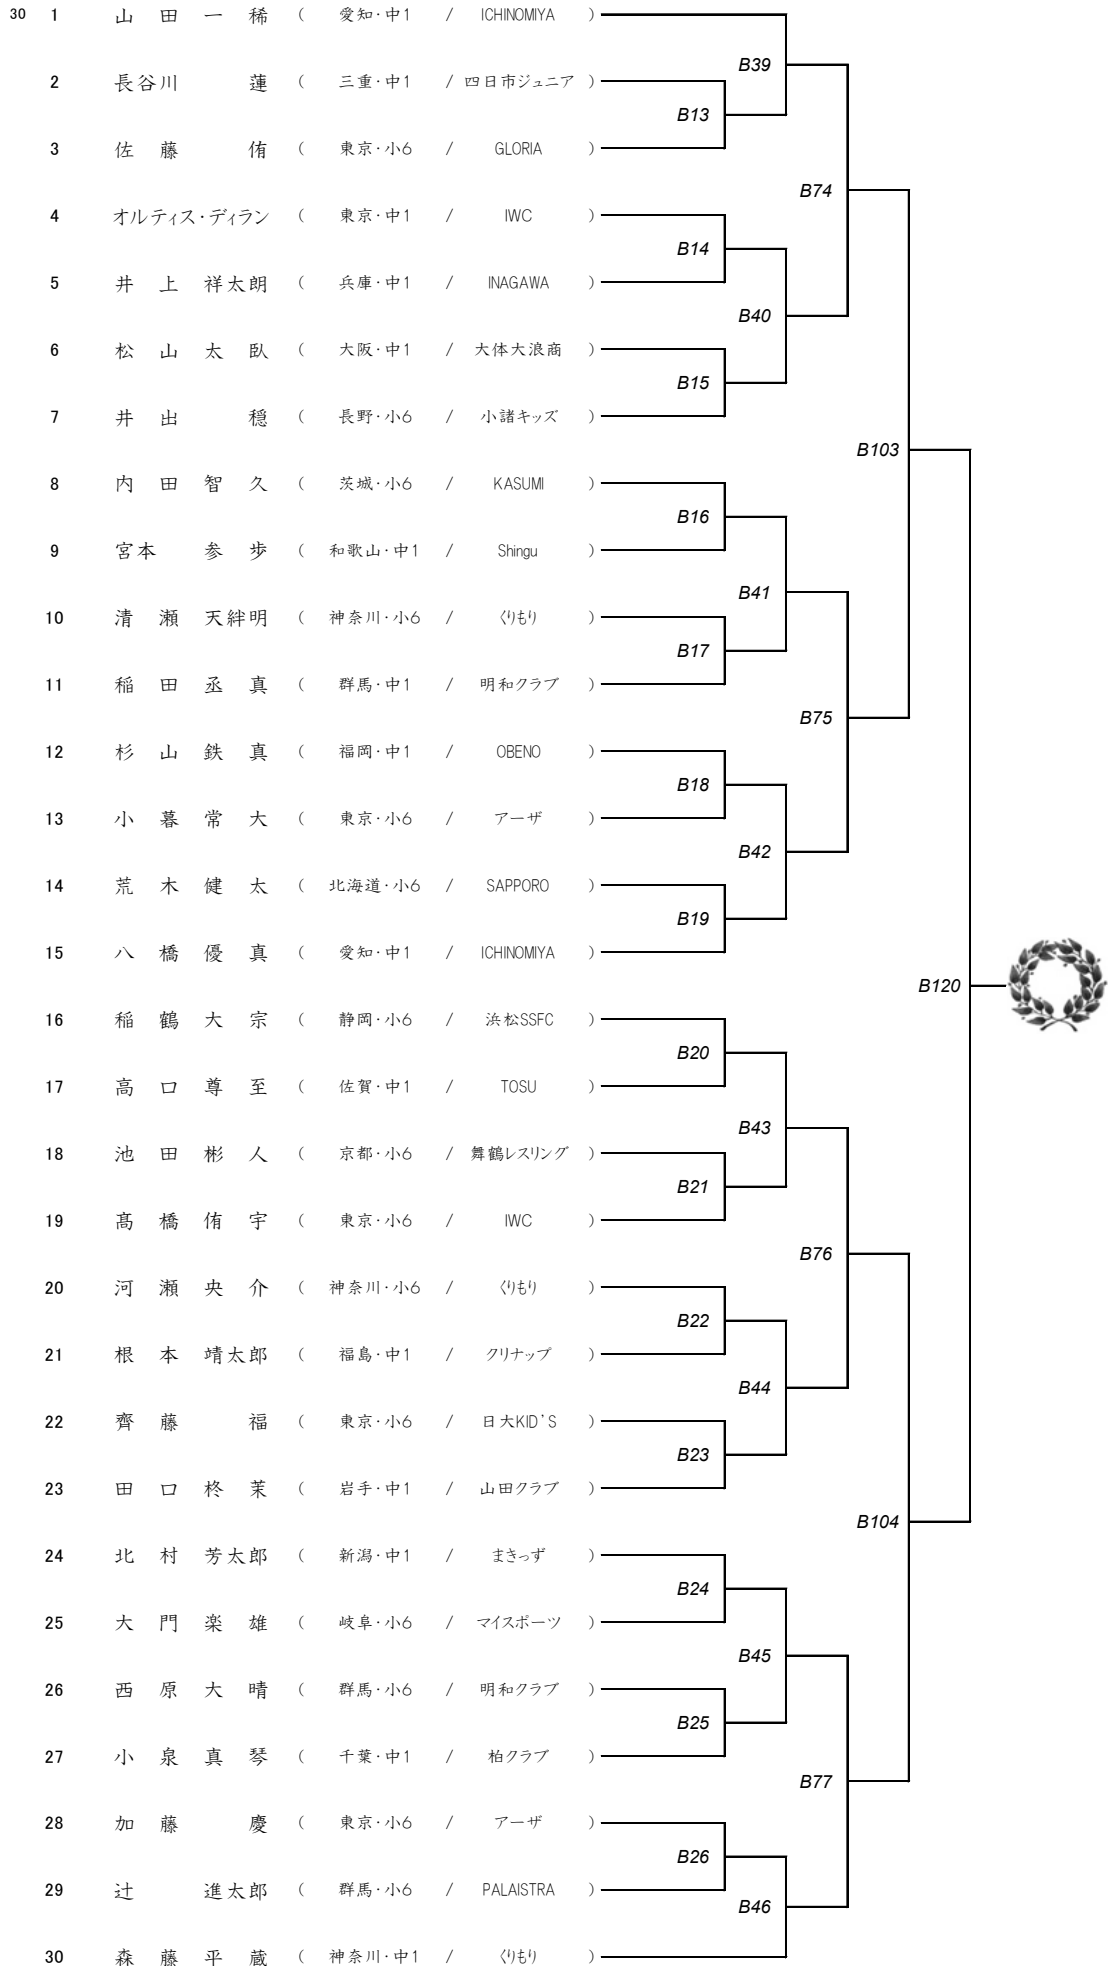 30 1 山田一稀 ( 愛知・中1 / ICHINOMIYA )
B39
2 長谷川 蓮 ( 三重・中1 / 四日市ジュニア )
B13
3 佐藤 侑 ( 東京・小6 / GLORIA )
B74
4 オルティス・ディラン ( 東京・中1 / IWC )
B14
5 井上祥太朗 ( 兵庫・中1 / INAGAWA )
B40
6 松山太臥 ( 大阪・中1 / 大体大浪商 )
B15
7 井出 穏 ( 長野・小6 / 小諸キッズ )
B103
8 内田智久 ( 茨城・小6 / KASUMI )
B16
9 宮本 参歩 ( 和歌山・中1 / Shingu )
B41
10 清瀬天絆明 ( 神奈川・小6 / くりもり )
B17
11 稲田丞真 ( 群馬・中1 / 明和クラブ )
B75
12 杉山鉄真 ( 福岡・中1 / OBENO )
B18
13 小暮常大 ( 東京・小6 / アーザ )
B42
14 荒木健太 ( 北海道・小6 / SAPPORO )
B19
15 八橋優真 ( 愛知・中1 / ICHINOMIYA )
B120
16 稲鶴大宗 ( 静岡・小6 / 浜松SSFC )
B20
17 高口尊至 ( 佐賀・中1 / TOSU )
B43
18 池田彬人 ( 京都・小6 / 舞鶴レスリング )
B21
19 髙橋侑宇 ( 東京・小6 / IWC )
B76
20 河瀬央介 ( 神奈川・小6 / くりもり )
B22
21 根本靖太郎 ( 福島・中1 / クリナップ )
B44
22 齊藤 福 ( 東京・小6 / 日大KID'S )
B23
23 田口柊茉 ( 岩手・中1 / 山田クラブ )
B104
24 北村芳太郎 ( 新潟・中1 / まきっず )
B24
25 大門楽雄 ( 岐阜・小6 / マイスポーツ )
B45
26 西原大晴 ( 群馬・小6 / 明和クラブ )
B25
27 小泉真琴 ( 千葉・中1 / 柏クラブ )
B77
28 加藤 慶 ( 東京・小6 / アーザ )
B26
29 辻 進太郎 ( 群馬・小6 / PALAISTRA )
B46
30 森藤平蔵 ( 神奈川・中1 / くりもり )